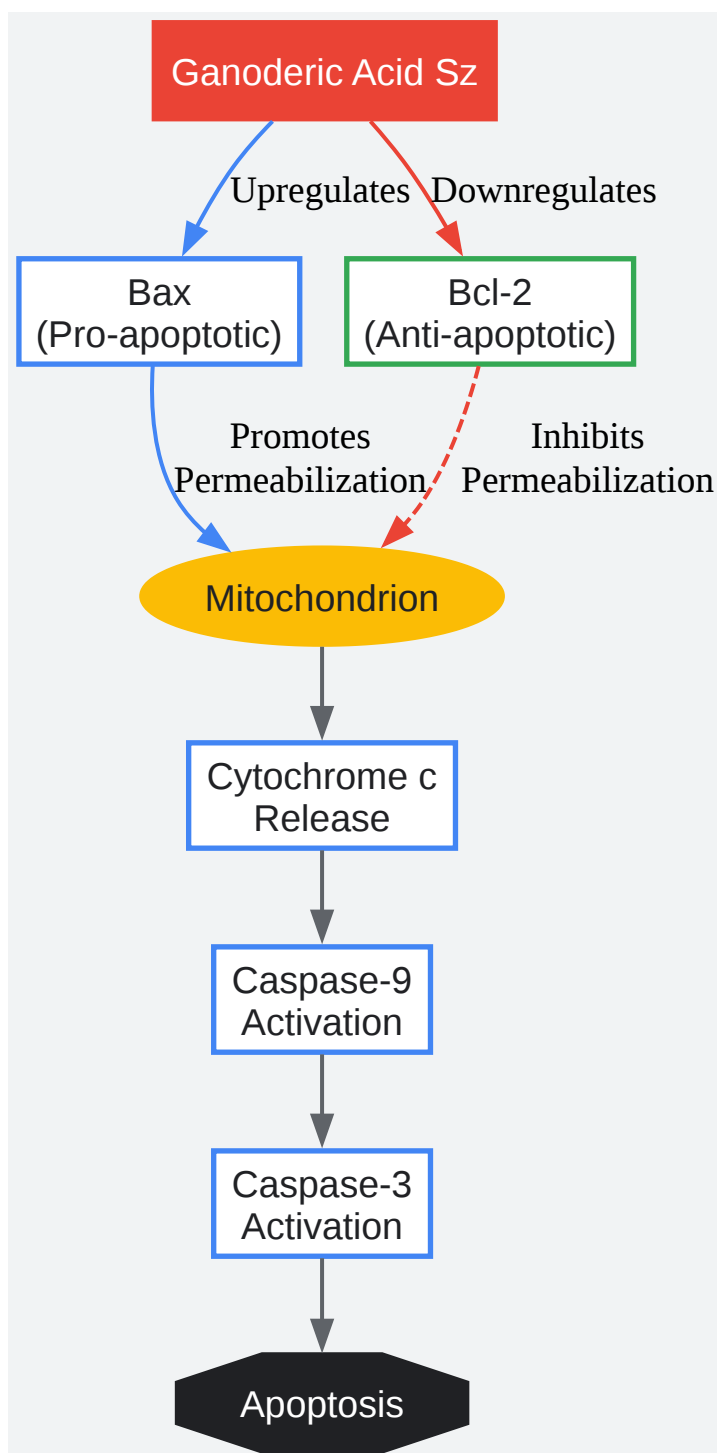 Ganoderic Acid Sz
Upregulates
Downregulates
Bax
(Pro-apoptotic)
Bcl-2
(Anti-apoptotic)
Promotes
Permeabilization
Inhibits
Permeabilization
Mitochondrion
Cytochrome c
Release
Caspase-9
Activation
Caspase-3
Activation
Apoptosis